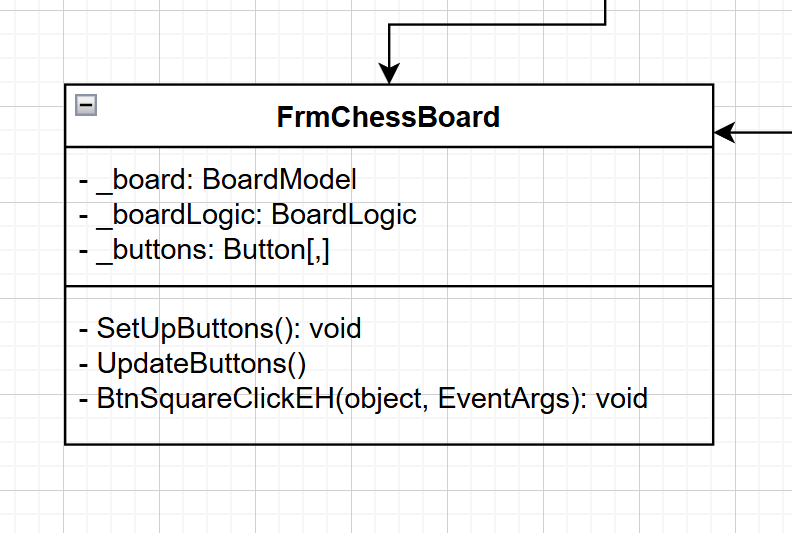 FrmChessBoard
- _board: BoardModel
- _boardLogic: BoardLogic
- _buttons: Button[,]
- SetUpButtons(): void
- UpdateButtons()
- BtnSquareClickEH(object, EventArgs): void